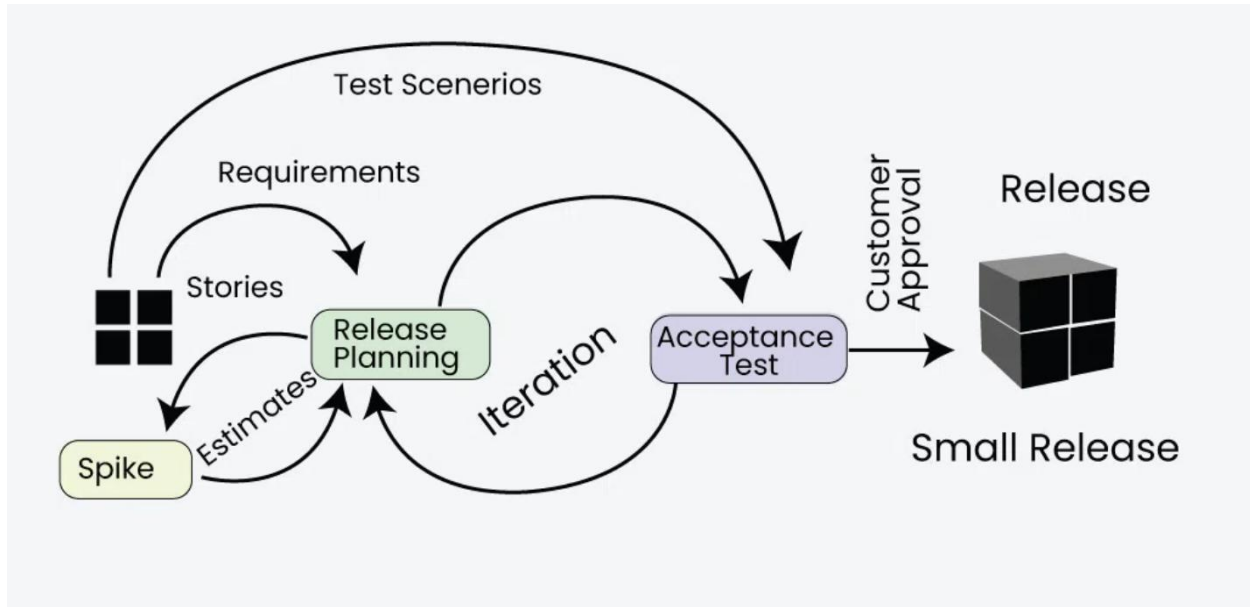 Test Scenerios
Requirements
Stories
Release
Planning
Estimates
Spike
Iteration
Acceptance
Test
Customer
Approval
Release
Small Release